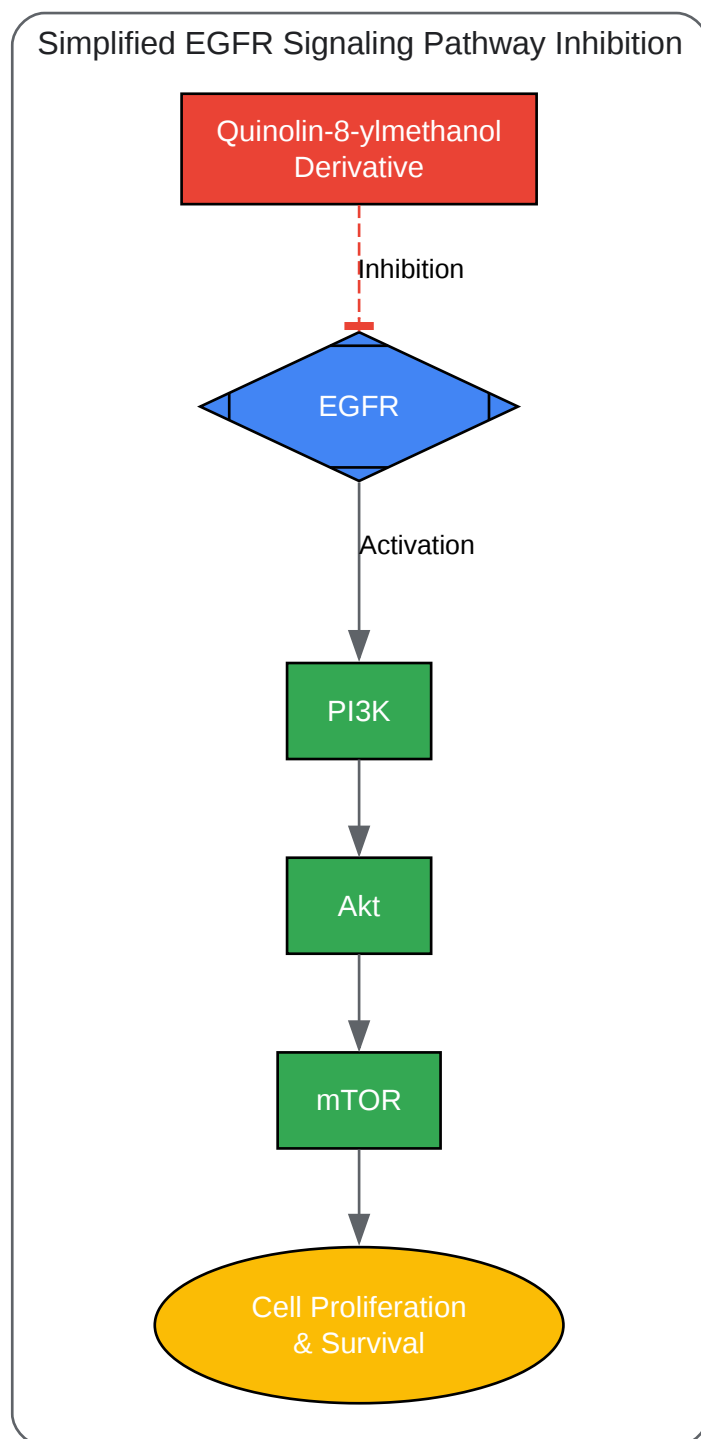 Simplified EGFR Signaling Pathway Inhibition
Quinolin-8-ylmethanol
Derivative
Inhibition
EGFR
Activation
PI3K
Akt
mTOR
Cell Proliferation
& Survival